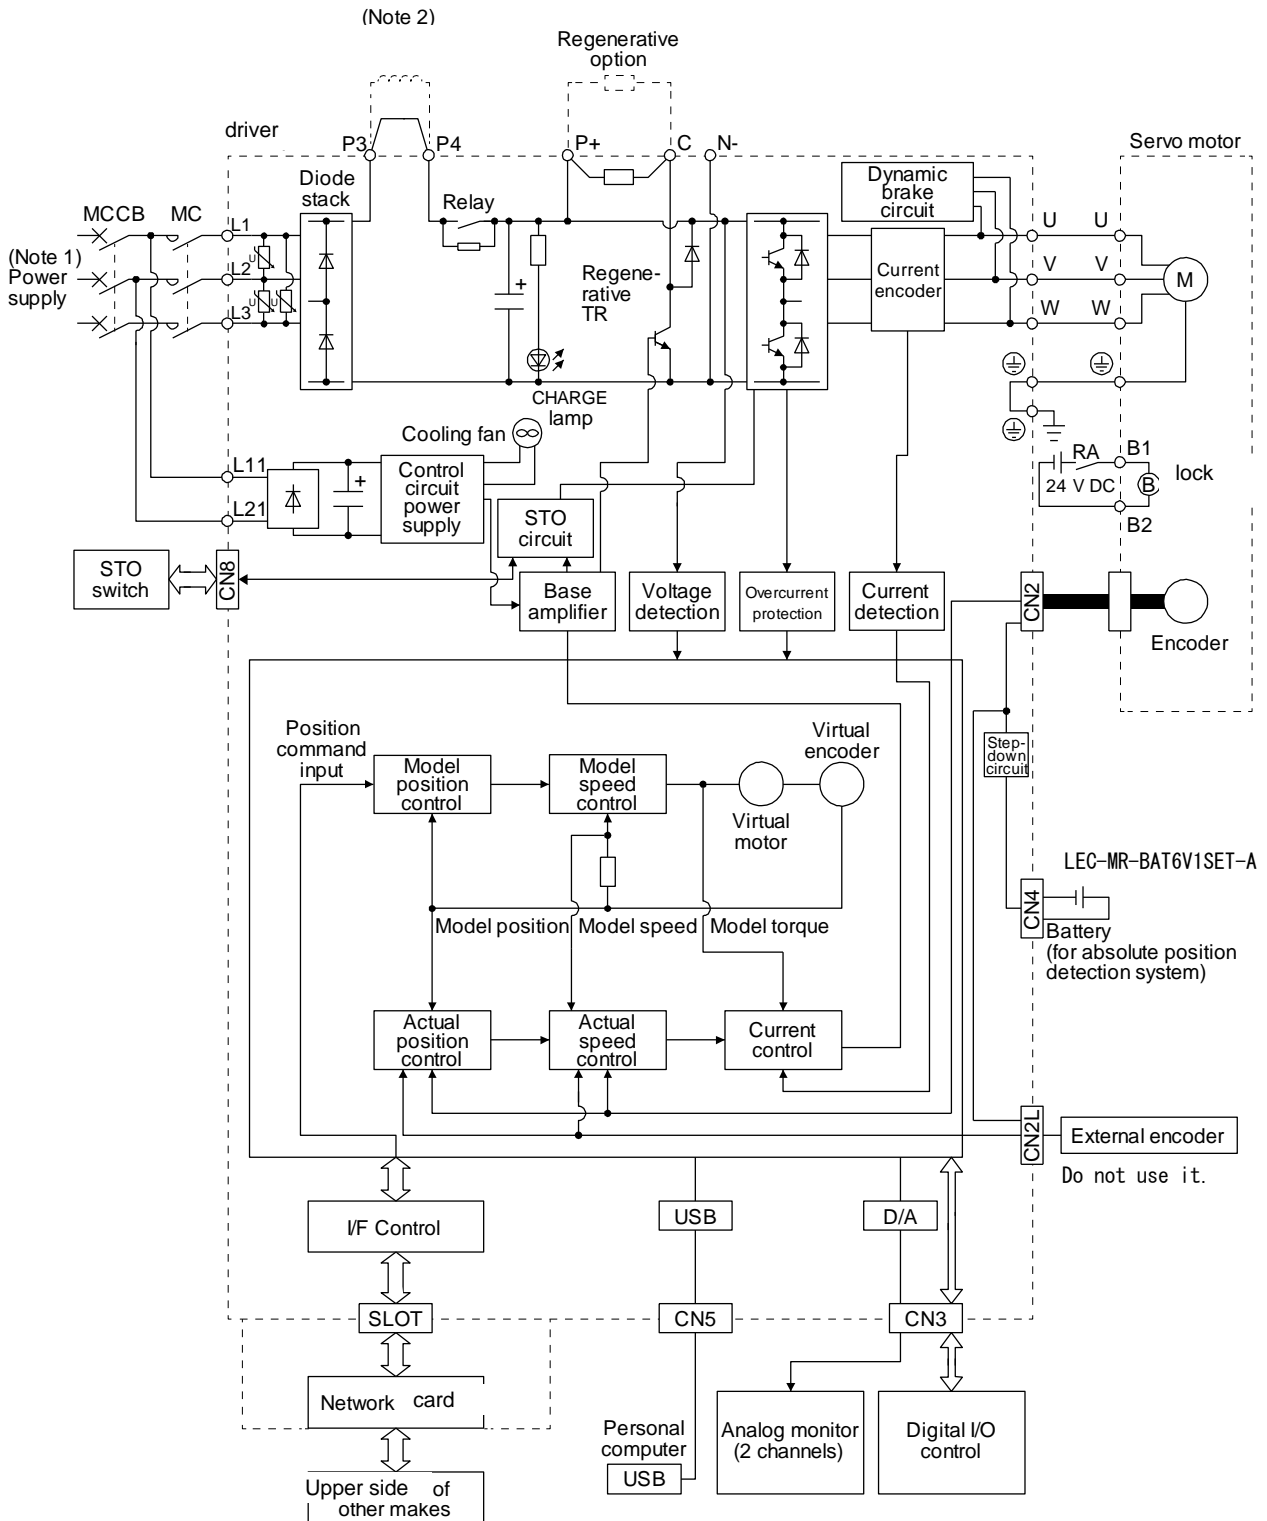 (Note 2)
Regenerative
option
driver
P3
P4
P+
C
N-
Servo motor
Diode
stack
Relay
Dynamic
brake
circuit
MCCB
MC
L1
(Note 1)
Power
supply
U
L2
U
U
L3
+
Regene-
rative
TR
Current
encoder
U
U
V
V
M
W
W
CHARGE
lamp
Cooling fan
L11
L21
+
Control
circuit
power
supply
STO
circuit
RA
B1
24 V DC
B
lock
B2
STO
switch
CN8
Base
amplifier
Voltage
detection
Overcurrent
protection
Current
detection
CN2
Encoder
Position
command
input
Model
position
control
Model
speed
control
Virtual
encoder
Virtual
motor
Step-
down
circuit
LEC-MR-BAT6V1SET-A
CN4
Battery
(for absolute position
detection system)
Model position
Model speed
Model torque
Actual
position
control
Actual
speed
control
Current
control
CN2L
External encoder
Do not use it.
I/F Control
USB
D/A
SLOT
CN5
CN3
Network card
Personal
computer
USB
Analog monitor
(2 channels)
Digital I/O
control
Upper side of
other makes